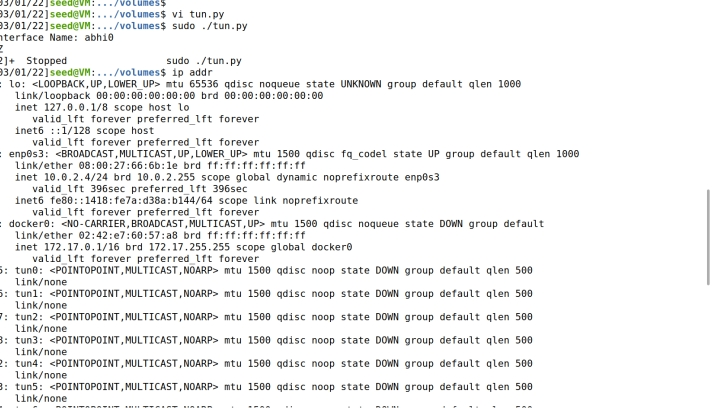 03/01/22]seed@VM:.../volumes$
03/01/22]seed@VM:.../volumes$ vi tun.py
03/01/22]seed@VM:.../volumes$ sudo ./tun.py
nterface Name: abhi0
Z
2]+  Stopped                 sudo ./tun.py
03/01/22]seed@VM:.../volumes$ ip addr
: lo: <LOOPBACK,UP,LOWER_UP> mtu 65536 qdisc noqueue state UNKNOWN group default qlen 1000
link/loopback 00:00:00:00:00:00 brd 00:00:00:00:00:00
inet 127.0.0.1/8 scope host lo
valid_lft forever preferred_lft forever
inet6 ::1/128 scope host
valid_lft forever preferred_lft forever
: enp0s3: <BROADCAST,MULTICAST,UP,LOWER_UP> mtu 1500 qdisc fq_codel state UP group default qlen 1000
link/ether 08:00:27:66:6b:1e brd ff:ff:ff:ff:ff:ff
inet 10.0.2.4/24 brd 10.0.2.255 scope global dynamic noprefixroute enp0s3
valid_lft 396sec preferred_lft 396sec
inet6 fe80::1418:fe7a:d38a:b144/64 scope link noprefixroute
valid_lft forever preferred_lft forever
: docker0: <NO-CARRIER,BROADCAST,MULTICAST,UP> mtu 1500 qdisc noqueue state DOWN group default
link/ether 02:42:e7:60:57:a8 brd ff:ff:ff:ff:ff:ff
inet 172.17.0.1/16 brd 172.17.255.255 scope global docker0
valid_lft forever preferred_lft forever
5: tun0: <POINTOPOINT,MULTICAST,NOARP> mtu 1500 qdisc noop state DOWN group default qlen 500
link/none
6: tun1: <POINTOPOINT,MULTICAST,NOARP> mtu 1500 qdisc noop state DOWN group default qlen 500
link/none
7: tun2: <POINTOPOINT,MULTICAST,NOARP> mtu 1500 qdisc noop state DOWN group default qlen 500
link/none
3: tun3: <POINTOPOINT,MULTICAST,NOARP> mtu 1500 qdisc noop state DOWN group default qlen 500
link/none
2: tun4: <POINTOPOINT,MULTICAST,NOARP> mtu 1500 qdisc noop state DOWN group default qlen 500
link/none
3: tun5: <POINTOPOINT,MULTICAST,NOARP> mtu 1500 qdisc noop state DOWN group default qlen 500
link/none